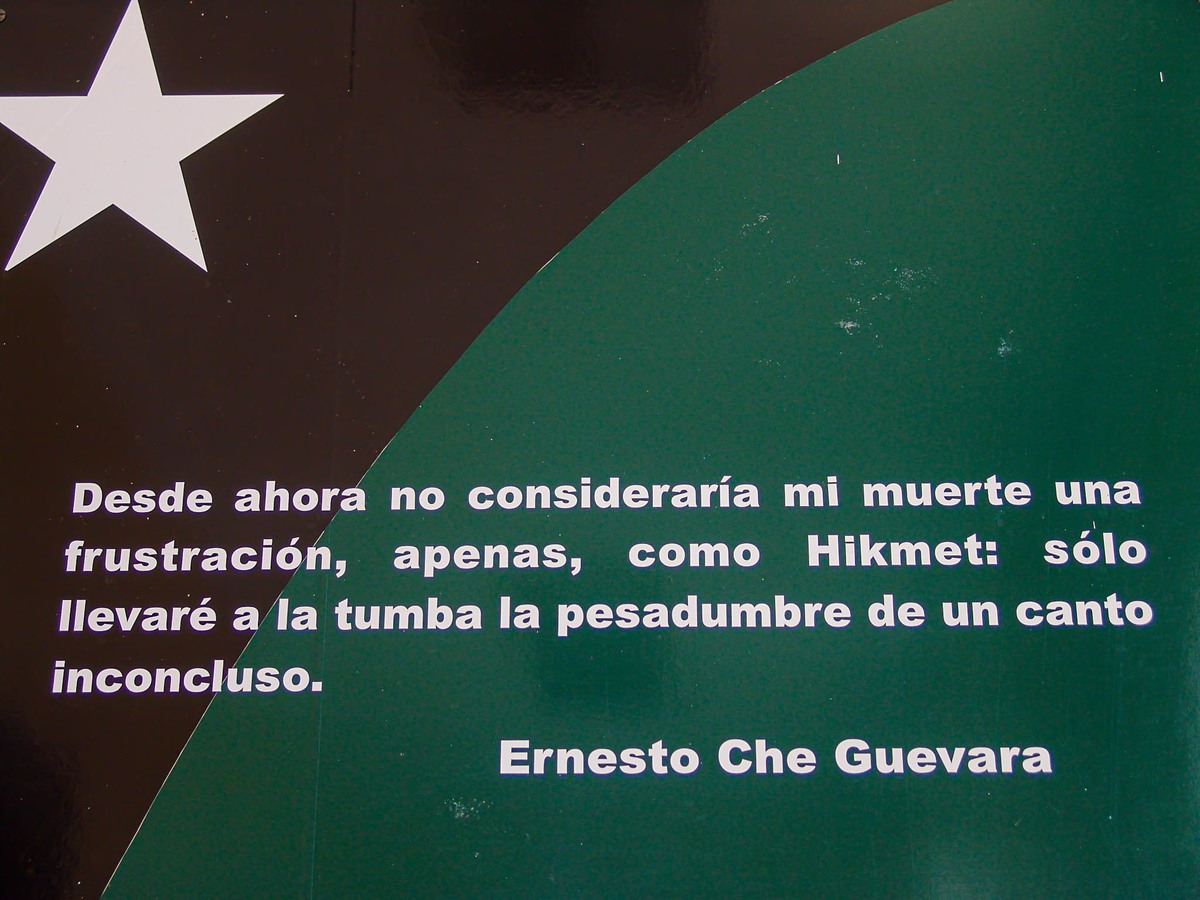 Desde ahora no consideraría mi muerte una
frustración, apenas, como Hikmet: sólo
llevaré a la tumba la pesadumbre de un canto
inconcluso.
Ernesto Che Guevara